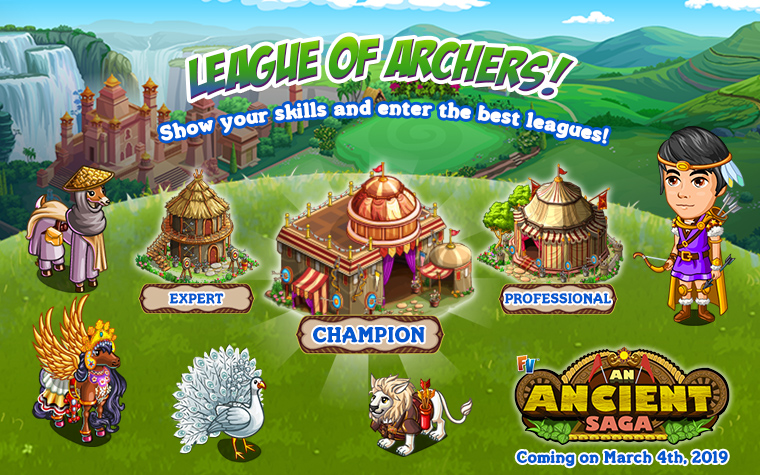 LEAGUE OF ARCHERS!
Show your skills and enter the best leagues!
EXPERT
CHAMPION
PROFESSIONAL
FV
AN
ANCIENT
SAGA
Coming on March 4th, 2019